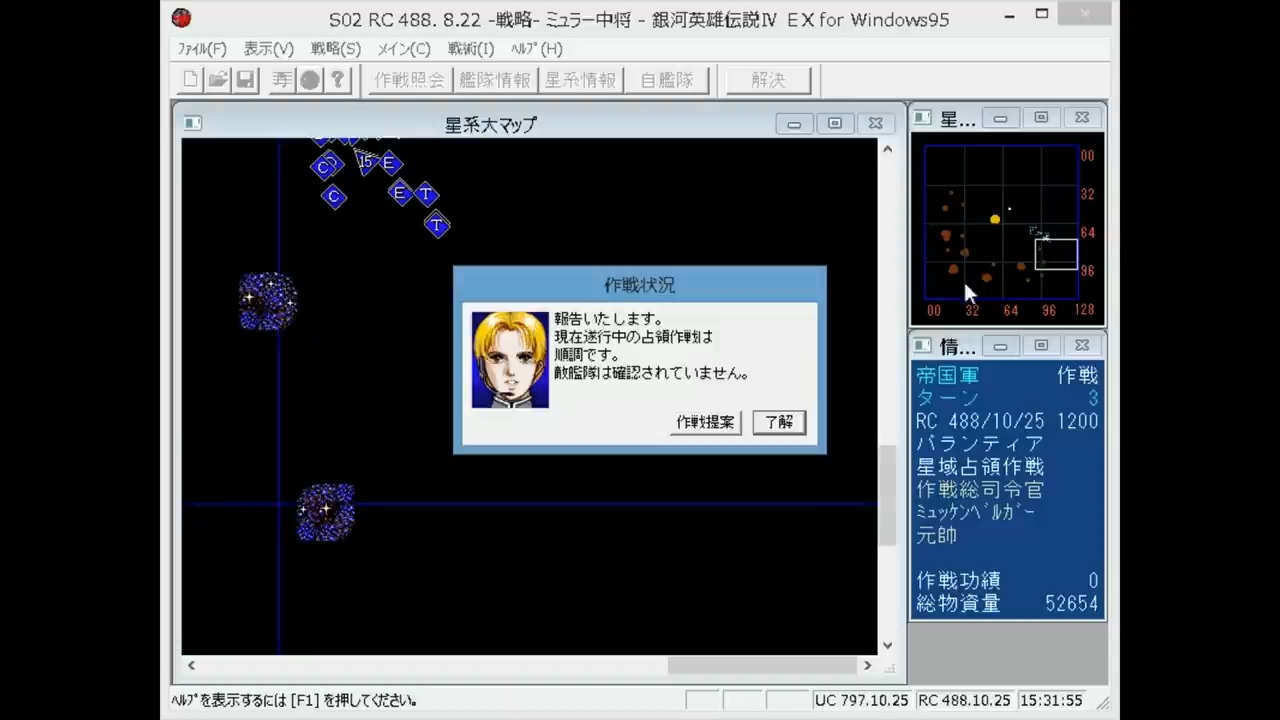 S02 RC 488. 8.22 -戦略- ミュラー中将 - 銀河英雄伝説Ⅳ EX for Windows95
ﾌｧｲﾙ(F) 表示(V) 戦略(S) メイン(C) 戦術(I) ﾍﾙﾌﾟ(H)
作戦照会 艦隊情報 星系情報 自艦隊 解決
星系大マップ
星...
C 15 E
C E T
T
00
32
64
96
00 32 64 96 128
作戦状況
報告いたします。
現在遂行中の占領作戦は
順調です。
敵艦隊は確認されていません。
作戦提案 了解
情...
帝国軍 作戦
ターン 3
RC 488/10/25 1200
パランティア
星域占領作戦
作戦総司令官
ﾐｭｯｹﾝﾍﾞﾙｶﾞｰ
元帥
作戦功績 0
総物資量 52654
ﾍﾙﾌﾟを表示するには [F1] を押してください。
UC 797.10.25 RC 488.10.25 15:31:55